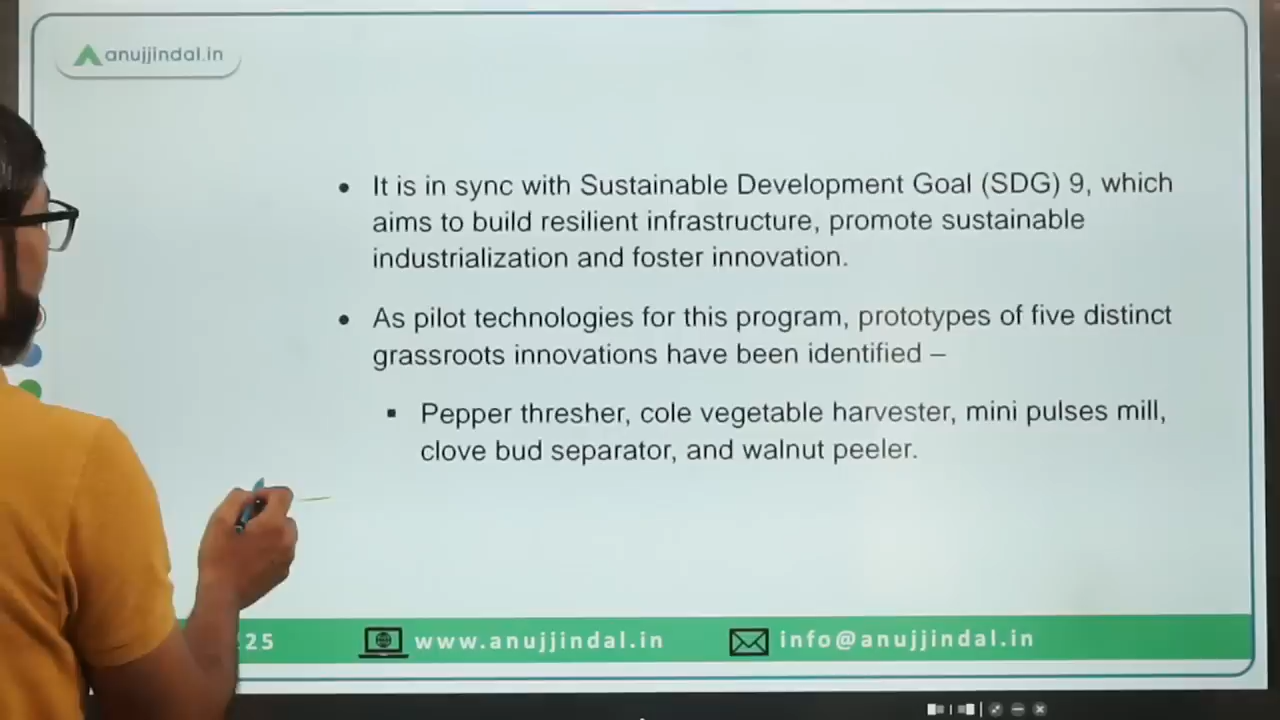 anujjindal.in
• It is in sync with Sustainable Development Goal (SDG) 9, which
aims to build resilient infrastructure, promote sustainable
industrialization and foster innovation.
• As pilot technologies for this program, prototypes of five distinct
grassroots innovations have been identified –
▪ Pepper thresher, cole vegetable harvester, mini pulses mill,
clove bud separator, and walnut peeler.
25 www.anujjindal.in info@anujjindal.in